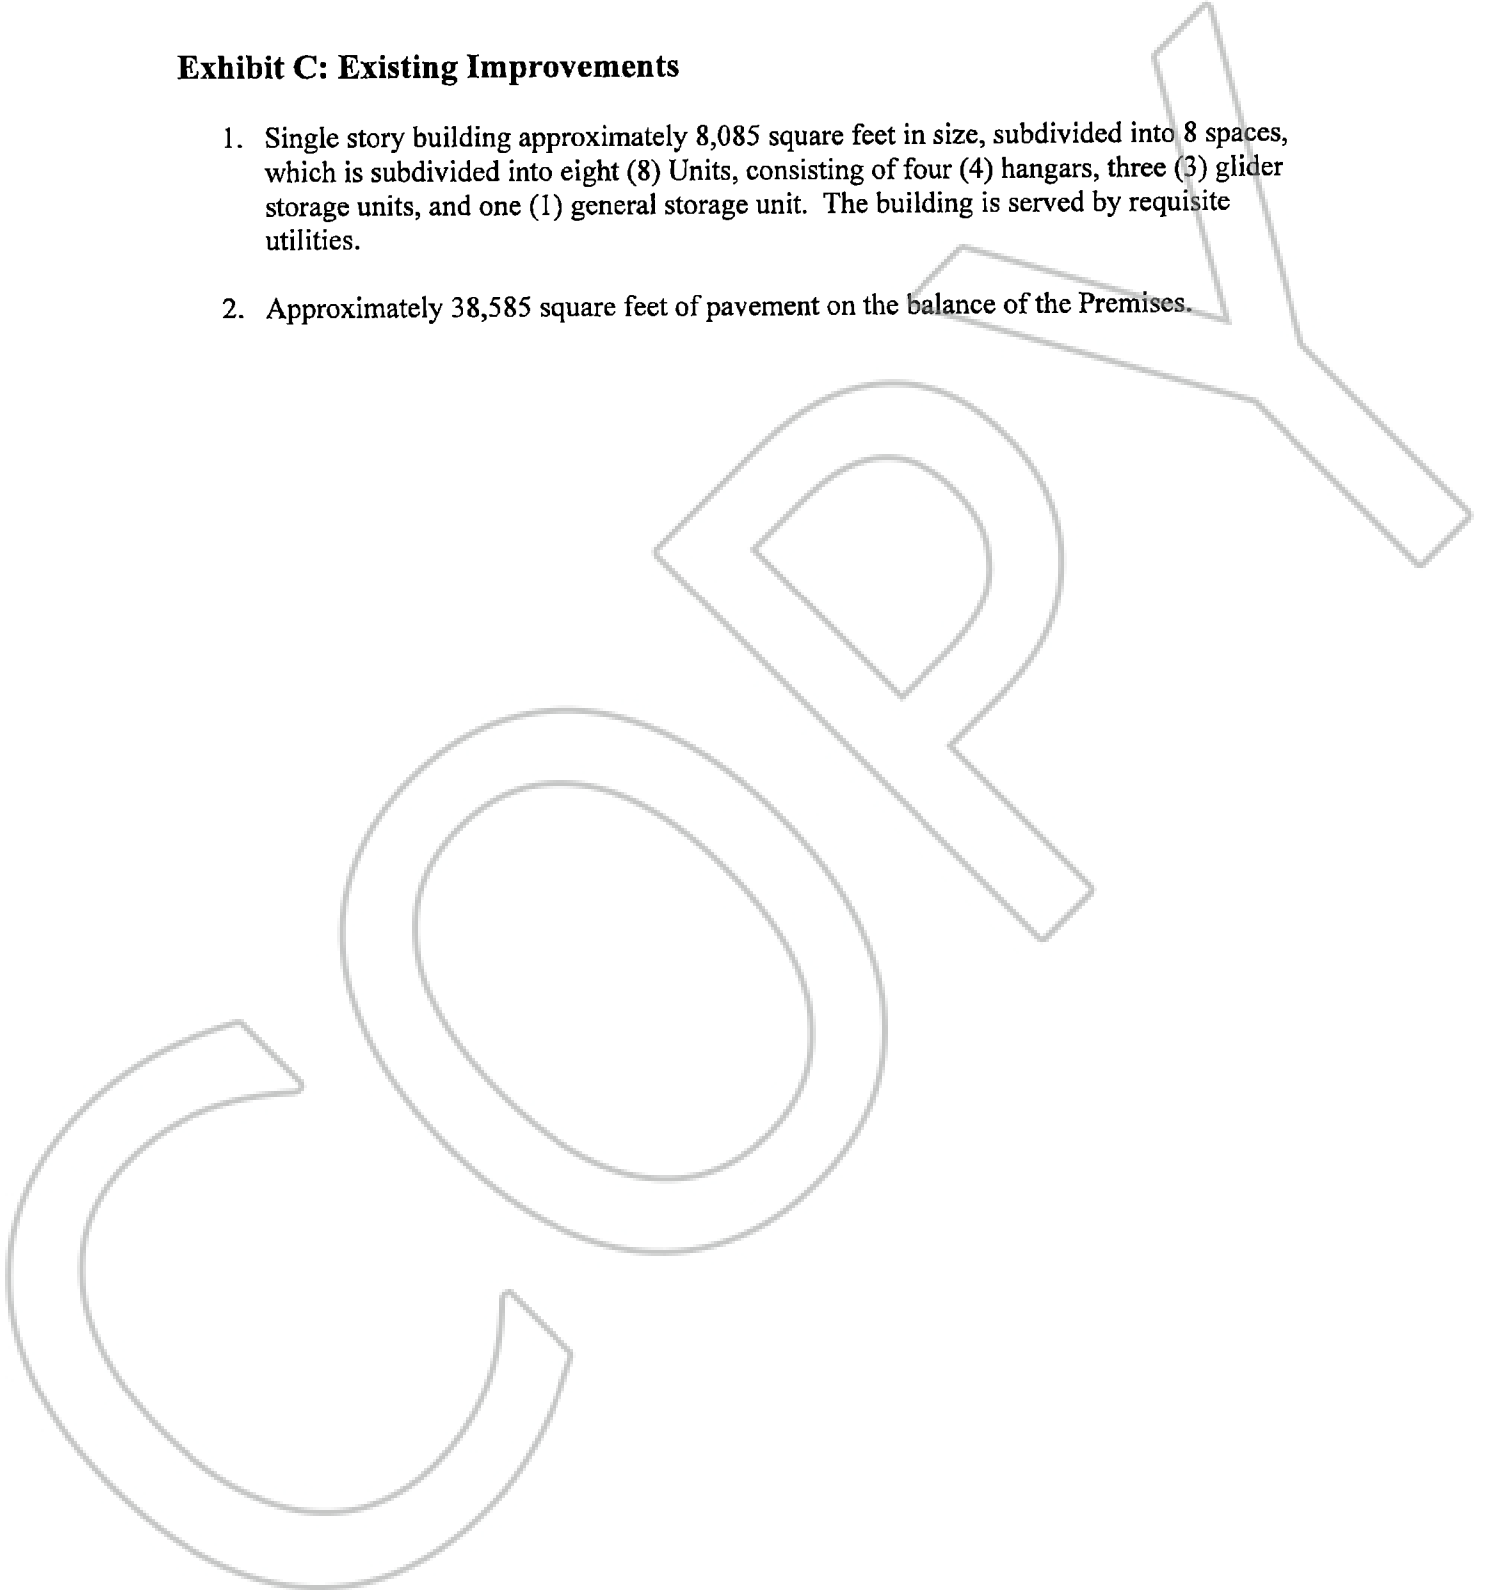 Exhibit C: Existing Improvements
1. Single story building approximately 8,085 square feet in size, subdivided into 8 spaces,
which is subdivided into eight (8) Units, consisting of four (4) hangars, three (3) glider
storage units, and one (1) general storage unit. The building is served by requisite
utilities.
2. Approximately 38,585 square feet of pavement on the balance of the Premises.
COPY